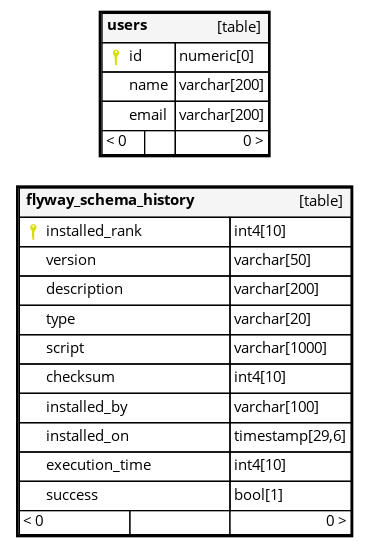 users [table]
id numeric[0]
name varchar[200]
email varchar[200]
< 0 0 >
flyway_schema_history [table]
installed_rank int4[10]
version varchar[50]
description varchar[200]
type varchar[20]
script varchar[1000]
checksum int4[10]
installed_by varchar[100]
installed_on timestamp[29,6]
execution_time int4[10]
success bool[1]
< 0 0 >